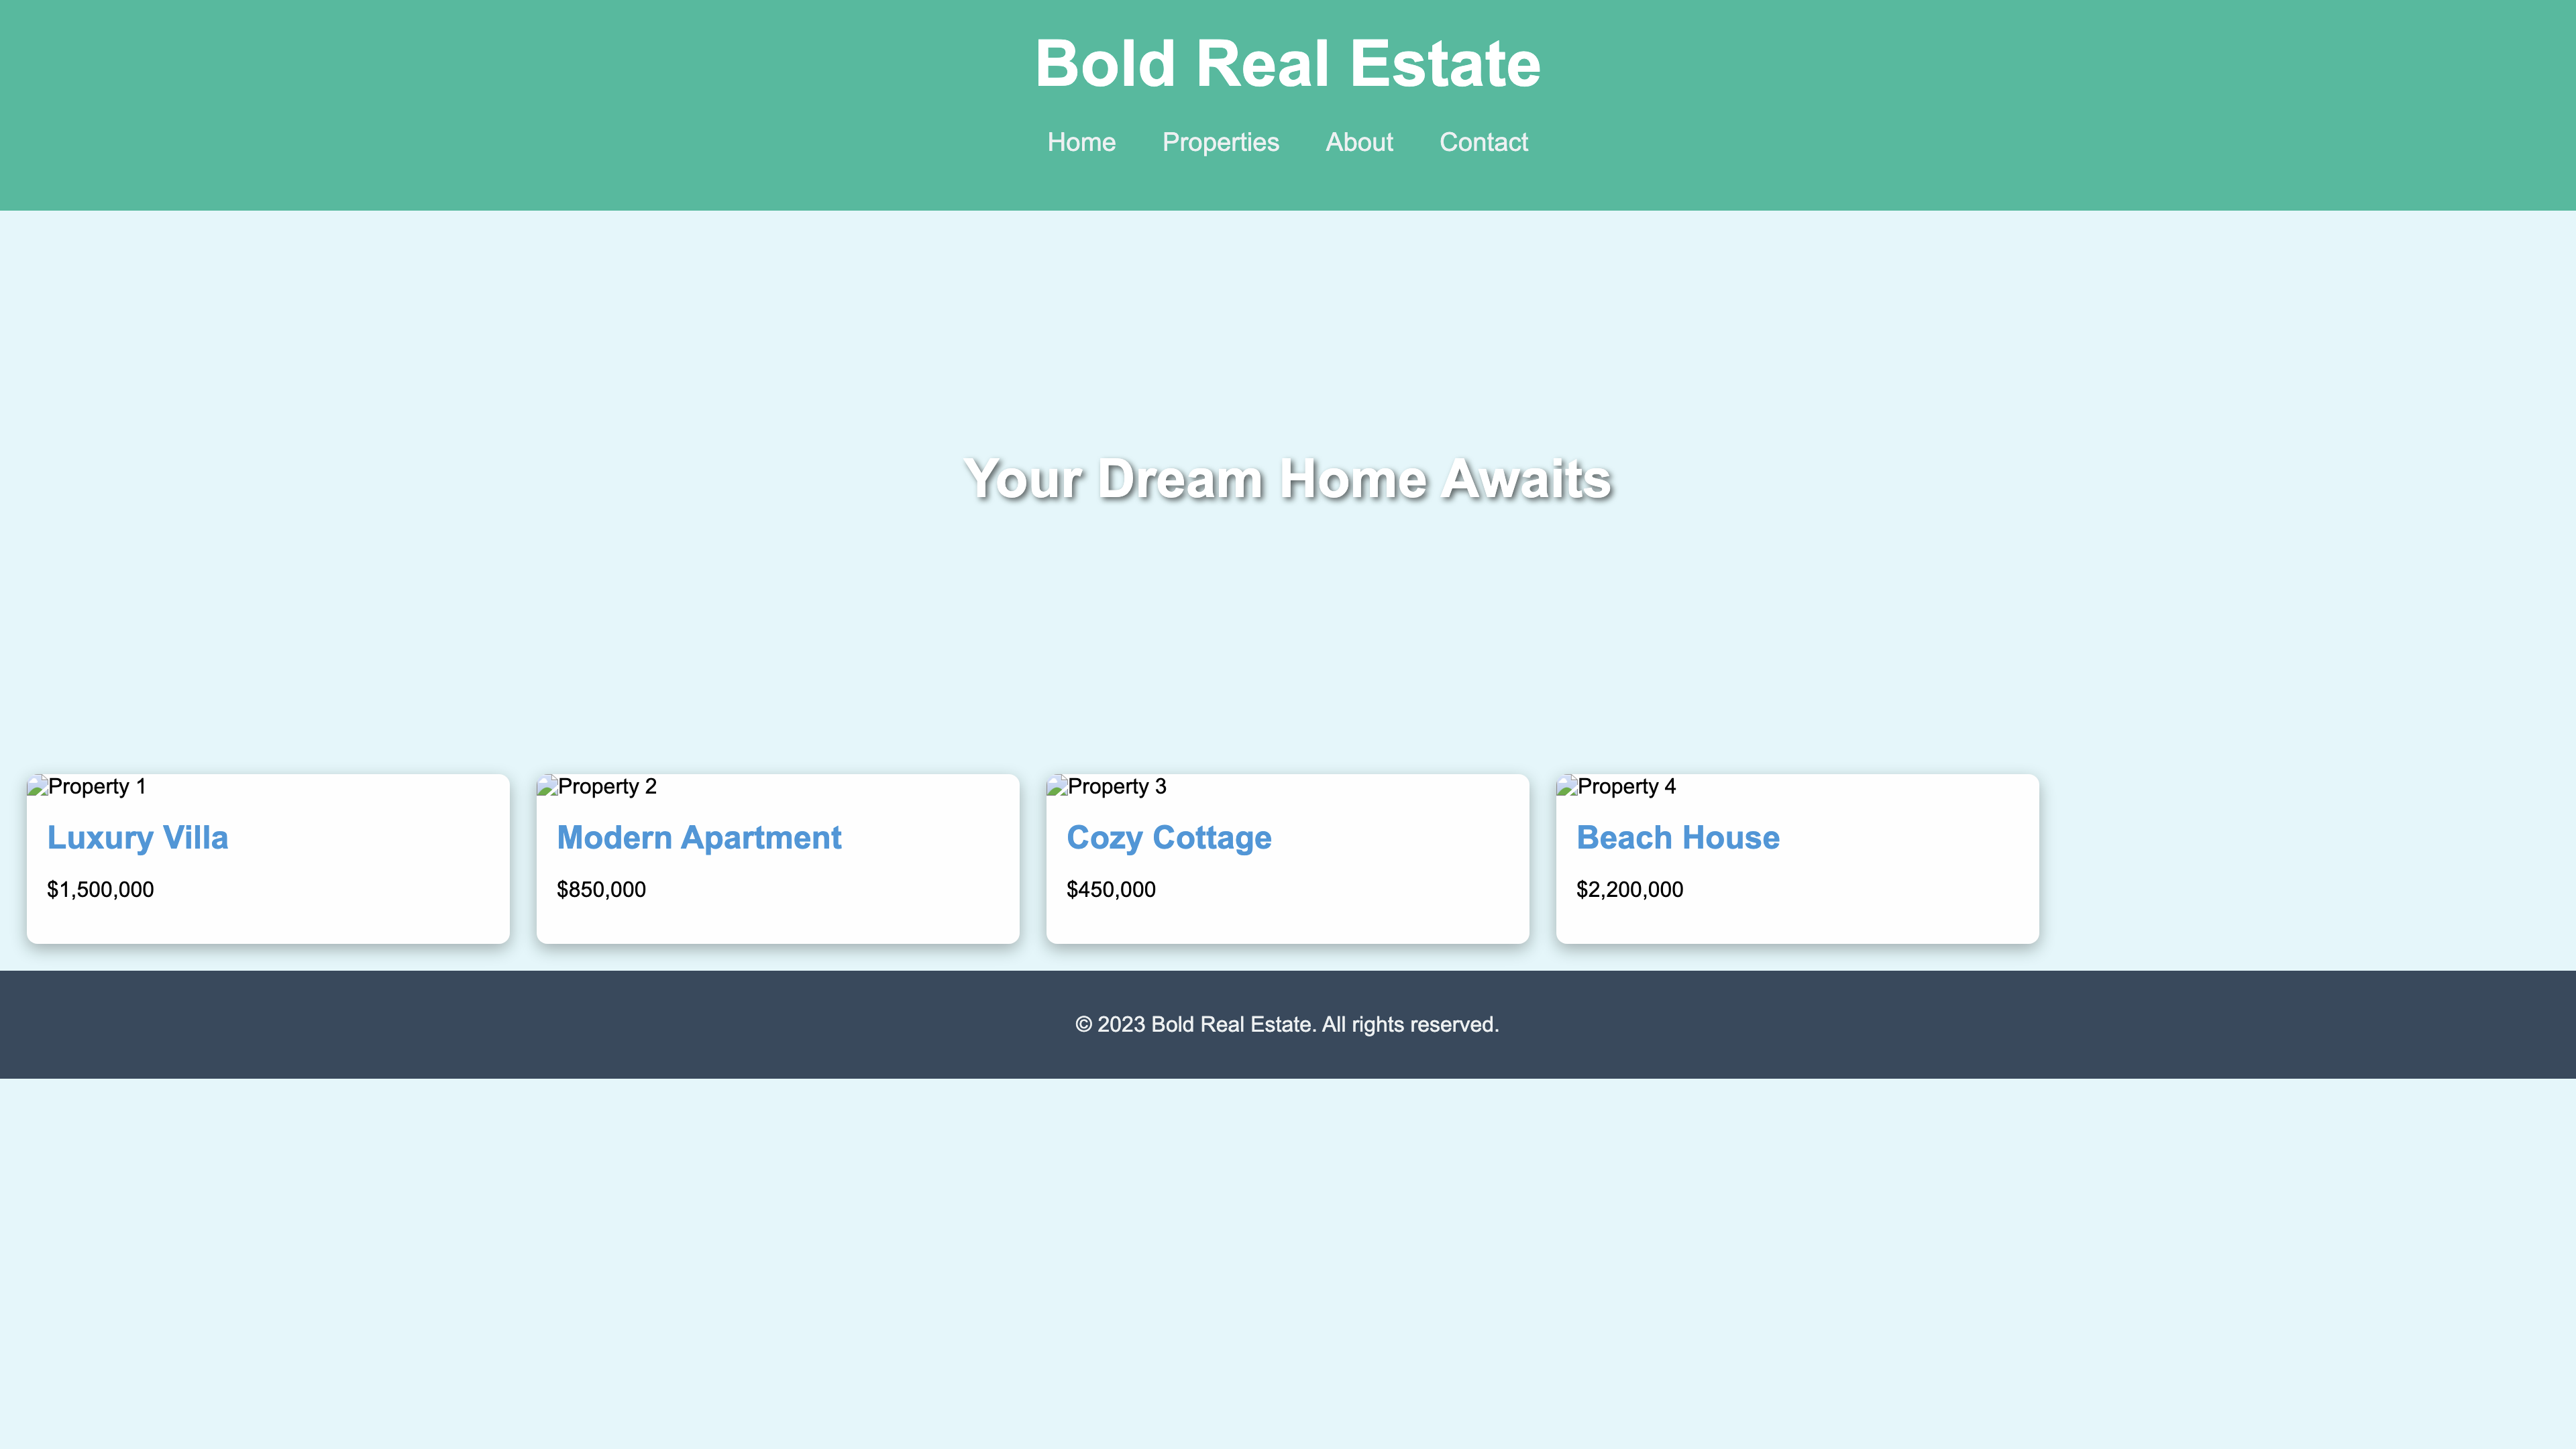 Bold Real Estate
Home Properties About Contact
Your Dream Home Awaits
Property 1
Luxury Villa
$1,500,000
Property 2
Modern Apartment
$850,000
Property 3
Cozy Cottage
$450,000
Property 4
Beach House
$2,200,000
© 2023 Bold Real Estate. All rights reserved.